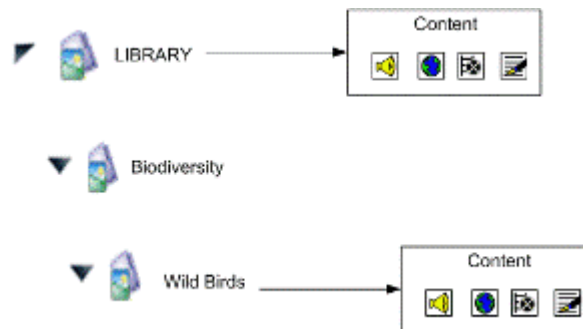 Content
LIBRARY
Biodiversity
Content
Wild Birds